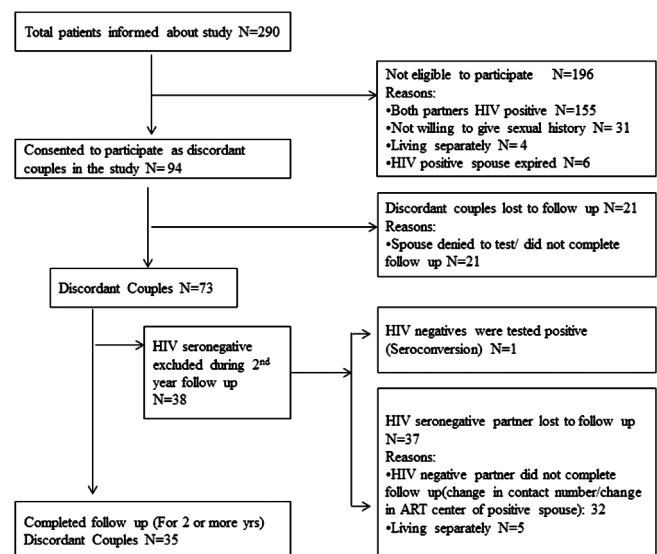 Total patients informed about study N=290
Not eligible to participate N=196
Reasons:
•Both partners HIV positive N=155
•Not willing to give sexual history N= 31
•Living separately N= 4
•HIV positive spouse expired N=6
Consented to participate as discordant
couples in the study N= 94
Discordant couples lost to follow up N=21
Reasons:
•Spouse denied to test/ did not complete
follow up N=21
Discordant Couples N=73
HIV seronegative
excluded during 2nd
year follow up
N=38
HIV negatives were tested positive
(Seroconversion) N=1
HIV seronegative partner lost to follow up
N=37
Reasons:
•HIV negative partner did not complete
follow up(change in contact number/change
in ART center of positive spouse): 32
•Living separately N=5
Completed follow up (For 2 or more yrs)
Discordant Couples N=35